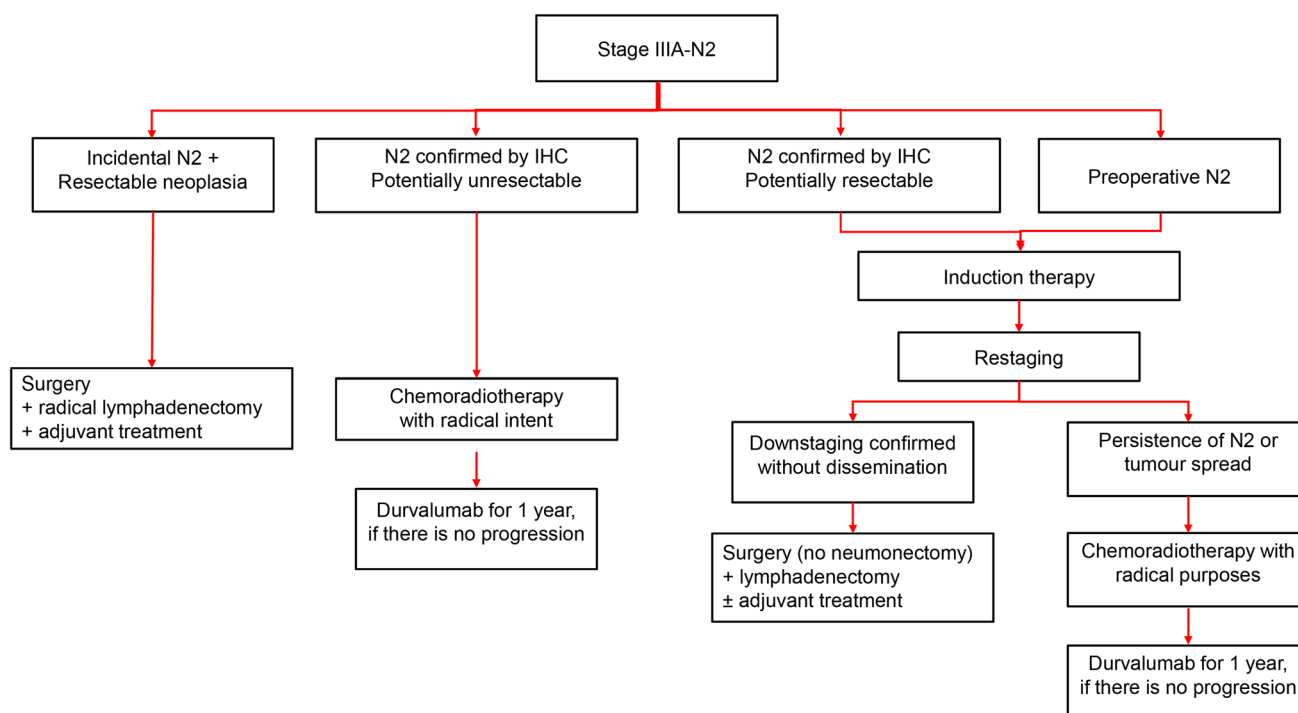 Stage IIIA-N2
Incidental N2 +
Resectable neoplasia
N2 confirmed by IHC
Potentially unresectable
N2 confirmed by IHC
Potentially resectable
Preoperative N2
Induction therapy
Restaging
Surgery
+ radical lymphadenectomy
+ adjuvant treatment
Chemoradiotherapy
with radical intent
Durvalumab for 1 year,
if there is no progression
Downstaging confirmed
without dissemination
Surgery (no neumonectomy)
+ lymphadenectomy
± adjuvant treatment
Persistence of N2 or
tumour spread
Chemoradiotherapy with
radical purposes
Durvalumab for 1 year,
if there is no progression